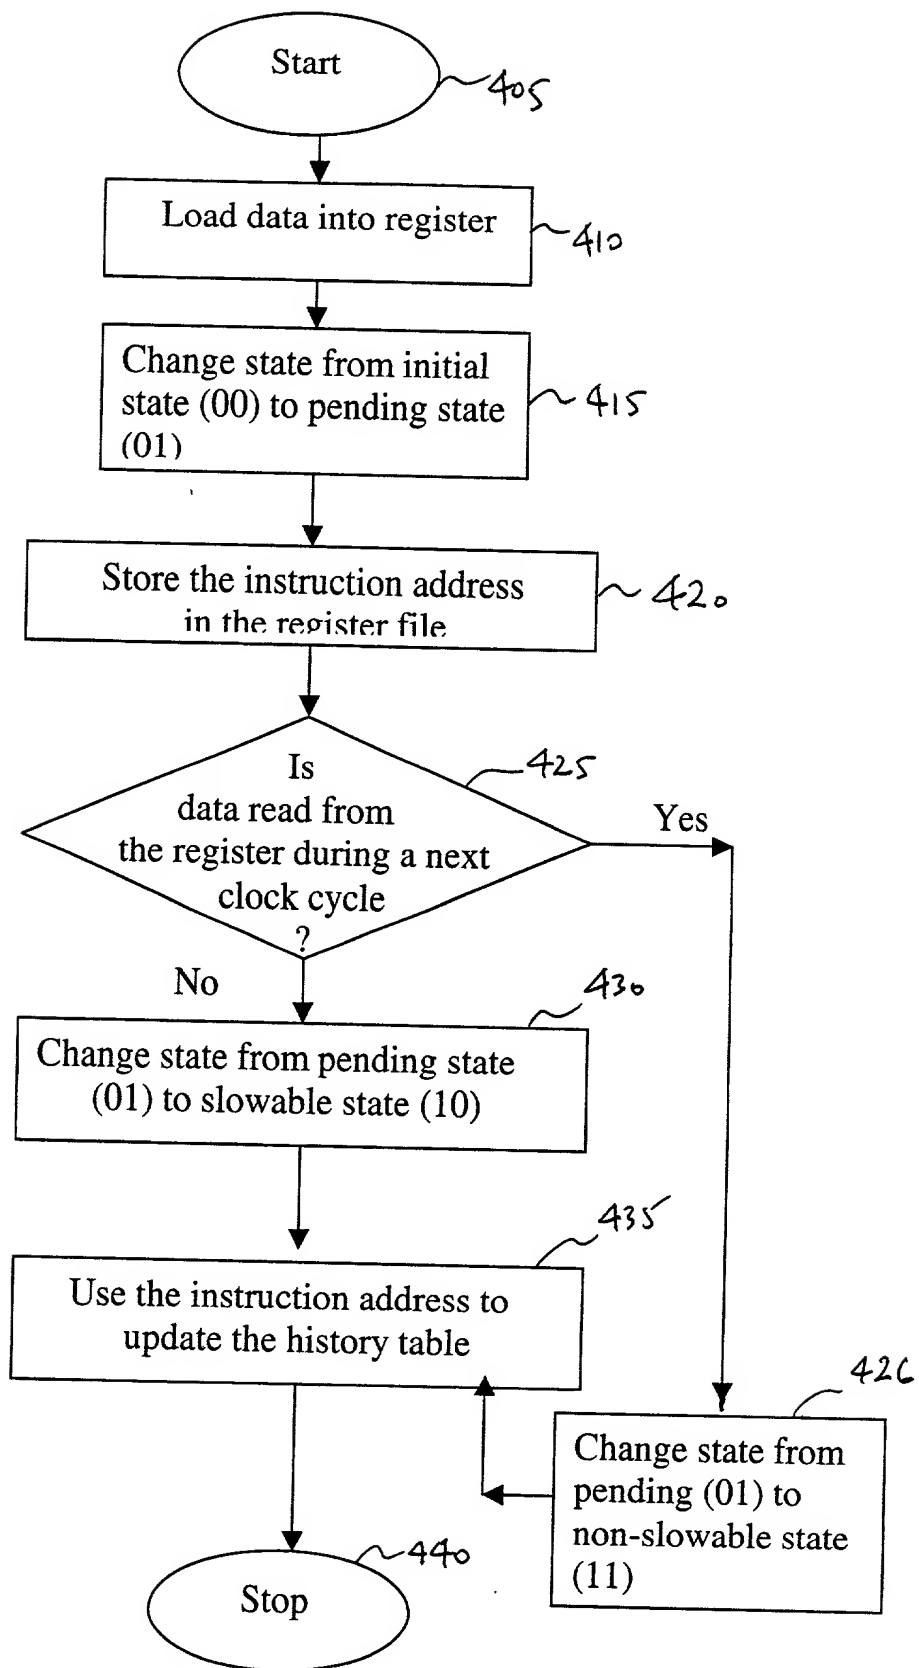 Start
405
Load data into register
410
Change state from initial
state (00) to pending state
(01)
415
Store the instruction address
in the register file
420
Is
data read from
the register during a next
clock cycle
?
425
Yes
No
430
Change state from pending state
(01) to slowable state (10)
435
Use the instruction address to
update the history table
426
Change state from
pending (01) to
non-slowable state
(11)
440
Stop